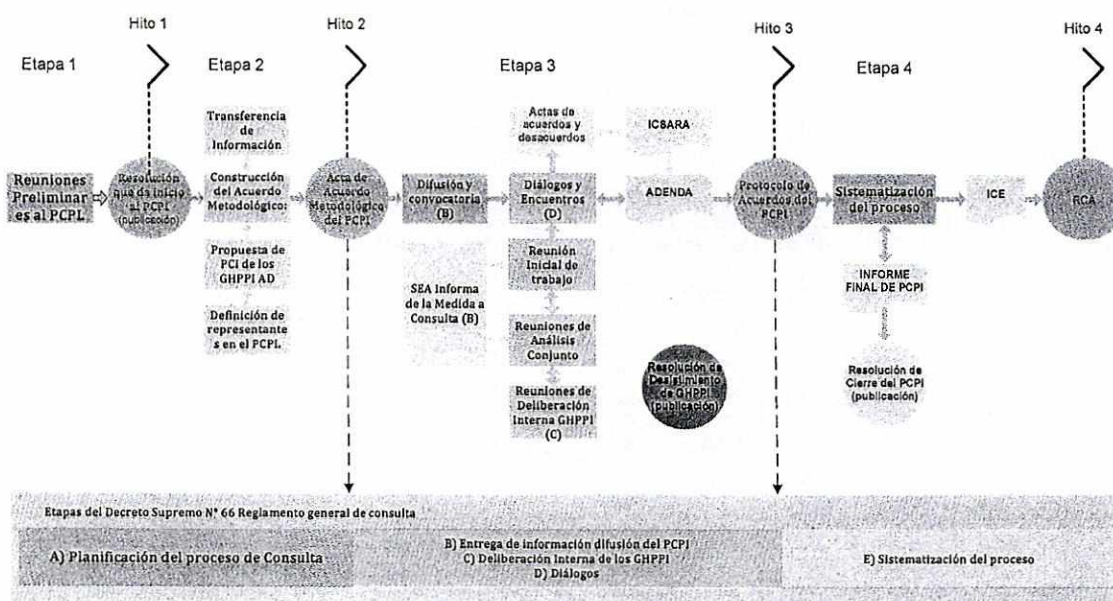 Hito 1
Hito 2
Hito 3
Hito 4
Etapa 1
Etapa 2
Etapa 3
Etapa 4
Reuniones
Preliminar
es al PCPI.
Resolución
que da inicio
al PCPI
(publicación)
Transferencia
de
Información
Construcción
del Acuerdo
Metodológico:
Propuesta de
PCI de los
GHPPI AD
Definición de
representante
s en el PCPI.
Acta de
Acuerdo
Metodológico
del PCPI
Difusión y
convocatoria
(B)
SEA Informa
de la Medida a
Consulta (B)
Actas de
acuerdos y
desacuerdos
Diálogos y
Encuentros
(D)
Reunión
Inicial de
trabajo
Reuniones de
Análisis
Conjunto
Reuniones de
Deliberación
Interna GHPPI
(C)
ICSARA
ADENDA
Resolución de
Desistimiento
de GHPPI
(publicación)
Protocolo de
Acuerdos del
PCPI
Sistematización
del proceso
INFORME
FINAL DE PCPI
Resolución de
Cierre del PCPI
(publicación)
ICE
RCA
Etapas del Decreto Supremo N° 66 Reglamento general de consulta
A) Planificación del proceso de Consulta
B) Entrega de información difusión del PCPI
C) Deliberación Interna de los GHPPI
D) Diálogos
E) Sistematización del proceso